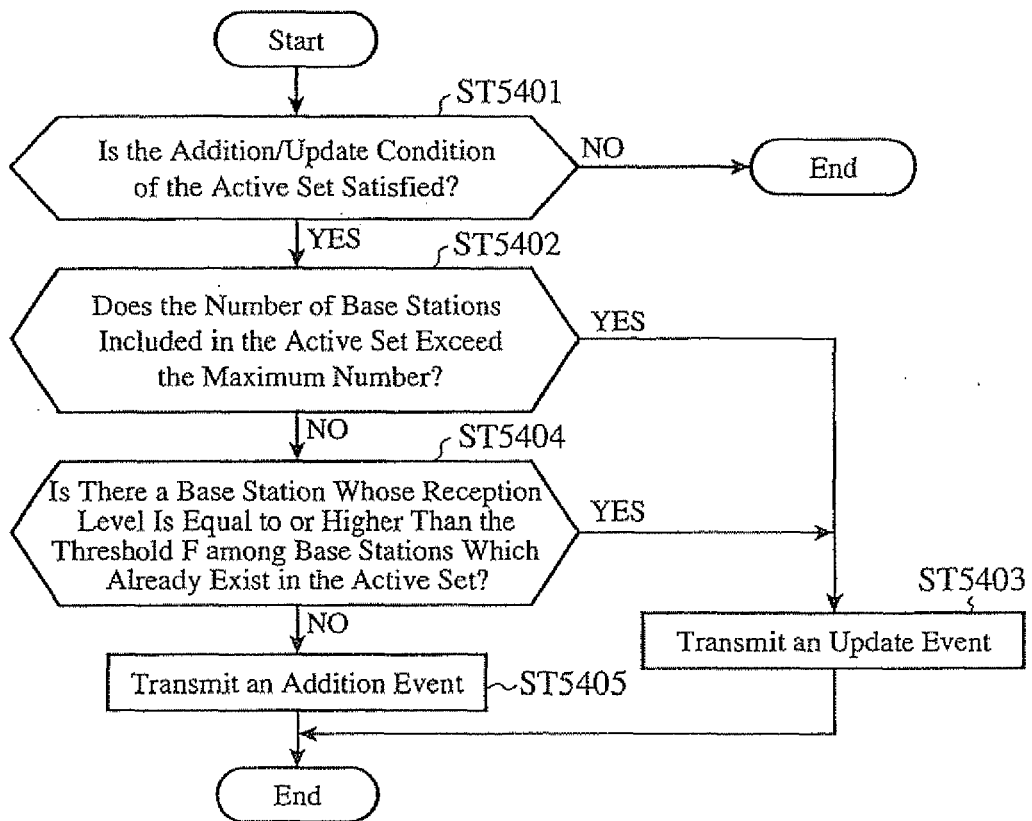 Start
ST5401
Is the Addition/Update Condition
of the Active Set Satisfied?
NO
End
YES
ST5402
Does the Number of Base Stations
Included in the Active Set Exceed
the Maximum Number?
YES
NO
ST5404
Is There a Base Station Whose Reception
Level Is Equal to or Higher Than the
Threshold F among Base Stations Which
Already Exist in the Active Set?
YES
ST5403
Transmit an Update Event
NO
Transmit an Addition Event
ST5405
End